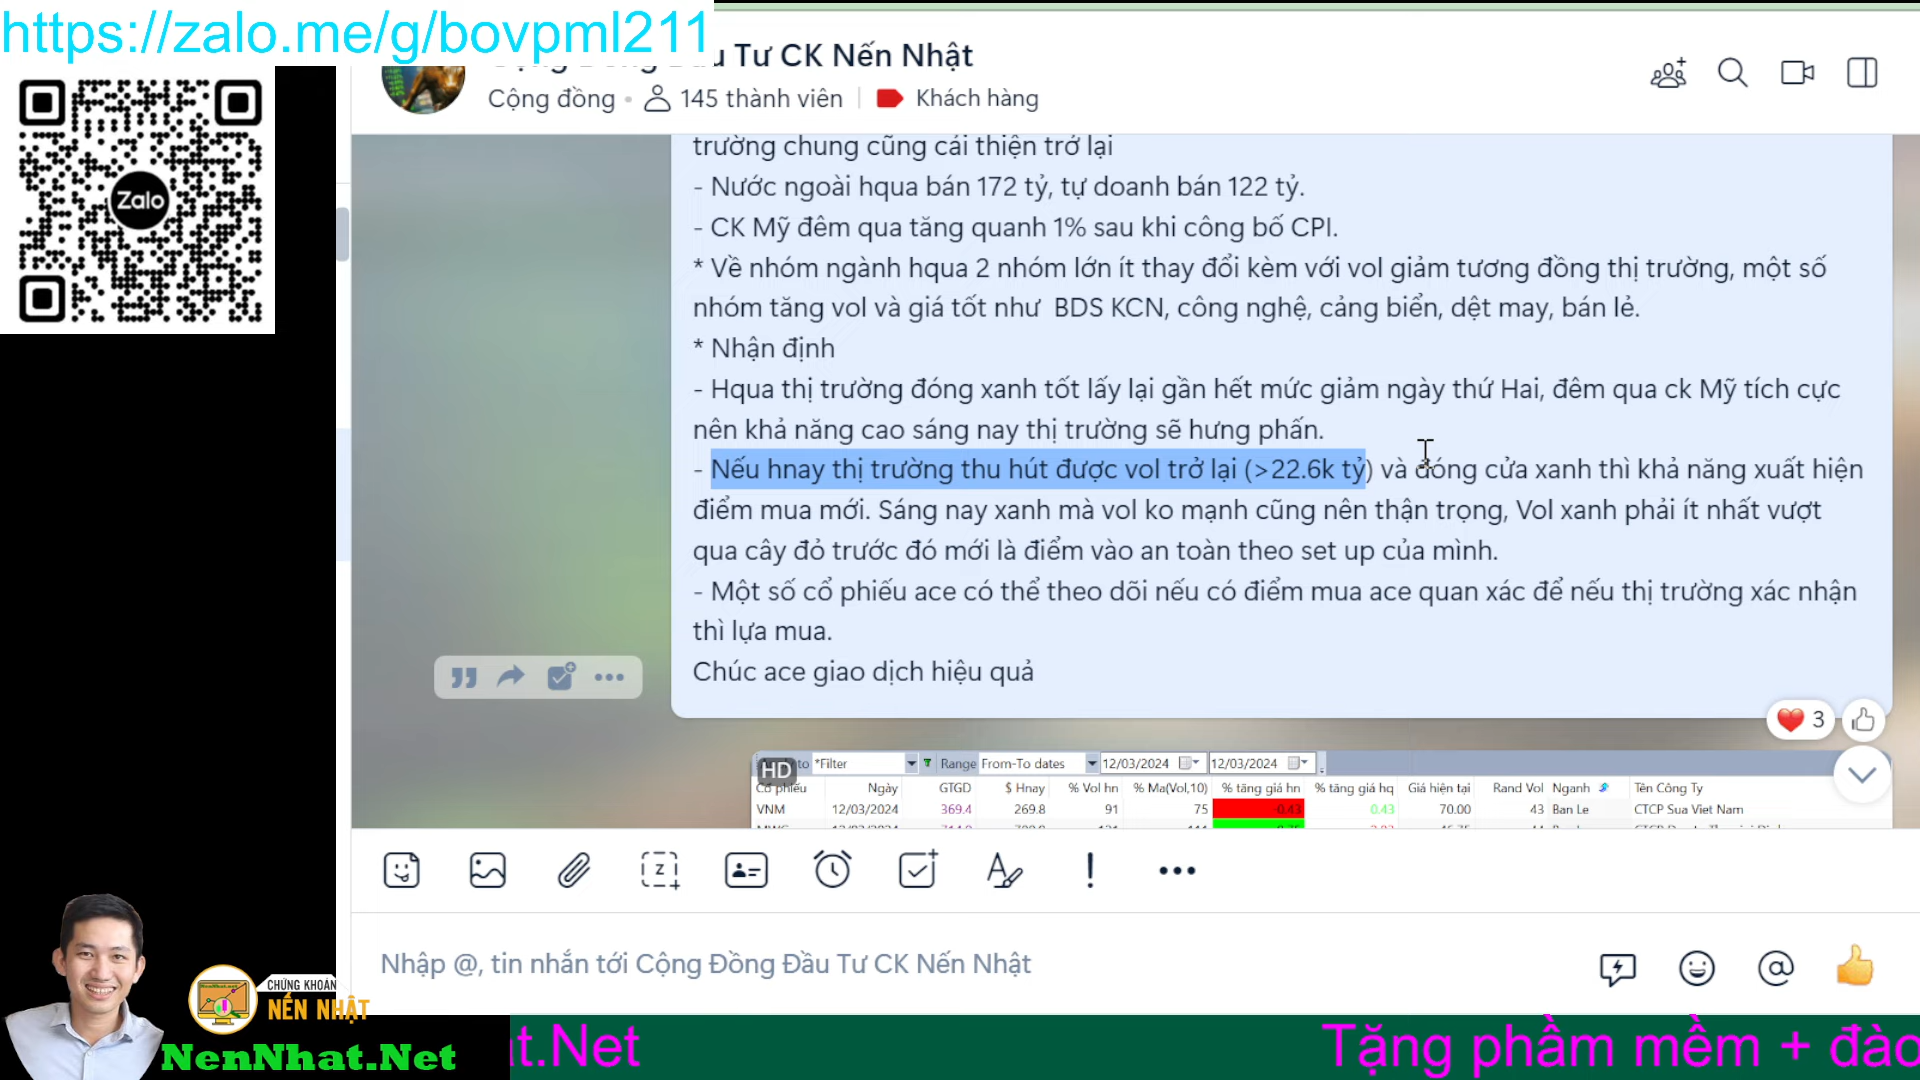 https://zalo.me/g/bovpml211
Tư CK Nến Nhật
Cộng đồng
145 thành viên
Khách hàng
Zalo
trường chung cũng cái thiện trở lại
- Nước ngoài hqua bán 172 tỷ, tự doanh bán 122 tỷ.
- CK Mỹ đêm qua tăng quanh 1% sau khi công bố CPI.
* Về nhóm ngành hqua 2 nhóm lớn ít thay đổi kèm với vol giảm tương đồng thị trường, một số
nhóm tăng vol và giá tốt như BDS KCN, công nghệ, cảng biển, dệt may, bán lẻ.
* Nhận định
- Hqua thị trường đóng xanh tốt lấy lại gần hết mức giảm ngày thứ Hai, đêm qua ck Mỹ tích cực
nên khả năng cao sáng nay thị trường sẽ hưng phấn.
- Nếu hnay thị trường thu hút được vol trở lại (>22.6k tỷ) và đóng cửa xanh thì khả năng xuất hiện
điểm mua mới. Sáng nay xanh mà vol ko mạnh cũng nên thận trọng, Vol xanh phải ít nhất vượt
qua cây đỏ trước đó mới là điểm vào an toàn theo set up của mình.
- Một số cổ phiếu ace có thể theo dõi nếu có điểm mua ace quan xác để nếu thị trường xác nhận
thì lựa mua.
Chúc ace giao dịch hiệu quả
3
HD
*Filter Range From-To dates 12/03/2024 12/03/2024
Cổ phiếu Ngày GTGD $ Hnay % Vol hn % Ma(Vol,10) % tăng giá hn % tăng giá hq Giá hiện tại Rand Vol Nganh Tên Công Ty
VNM 12/03/2024 369.4 269.8 91 75 -0.43 0.43 70.00 43 Ban Le CTCP Sua Viet Nam
Nhập @, tin nhắn tới Cộng Đồng Đầu Tư CK Nến Nhật
CHỨNG KHOÁN
NẾN NHẬT
NenNhat.Net
t.Net
Tặng phầm mềm + đào